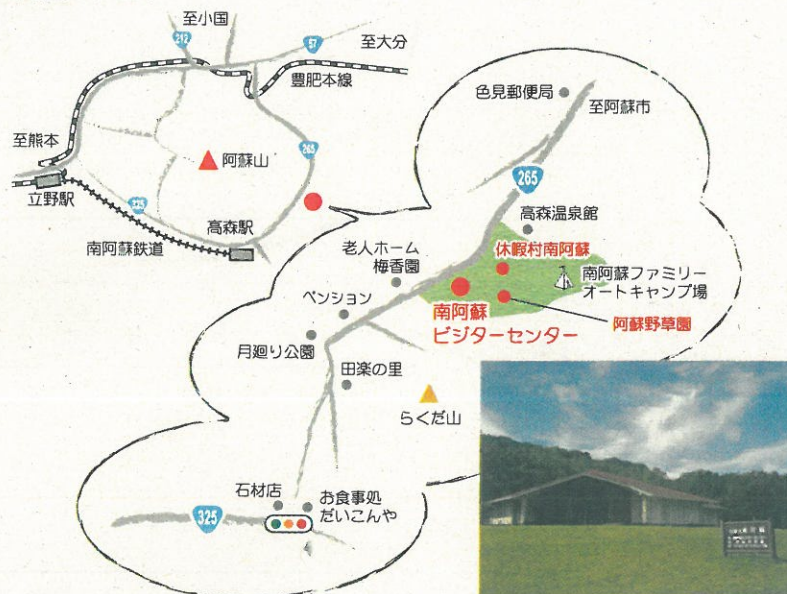 至小国
212
57
至大分
豊肥本線
至熊本
阿蘇山
265
立野駅
325
高森駅
南阿蘇鉄道
色見郵便局
至阿蘇市
265
高森温泉館
休暇村南阿蘇
老人ホーム
梅香園
南阿蘇ファミリー
オートキャンプ場
ペンション
南阿蘇
ビジターセンター
阿蘇野草園
月廻り公園
田楽の里
らくだ山
石材店
お食事処
だいこんや
325